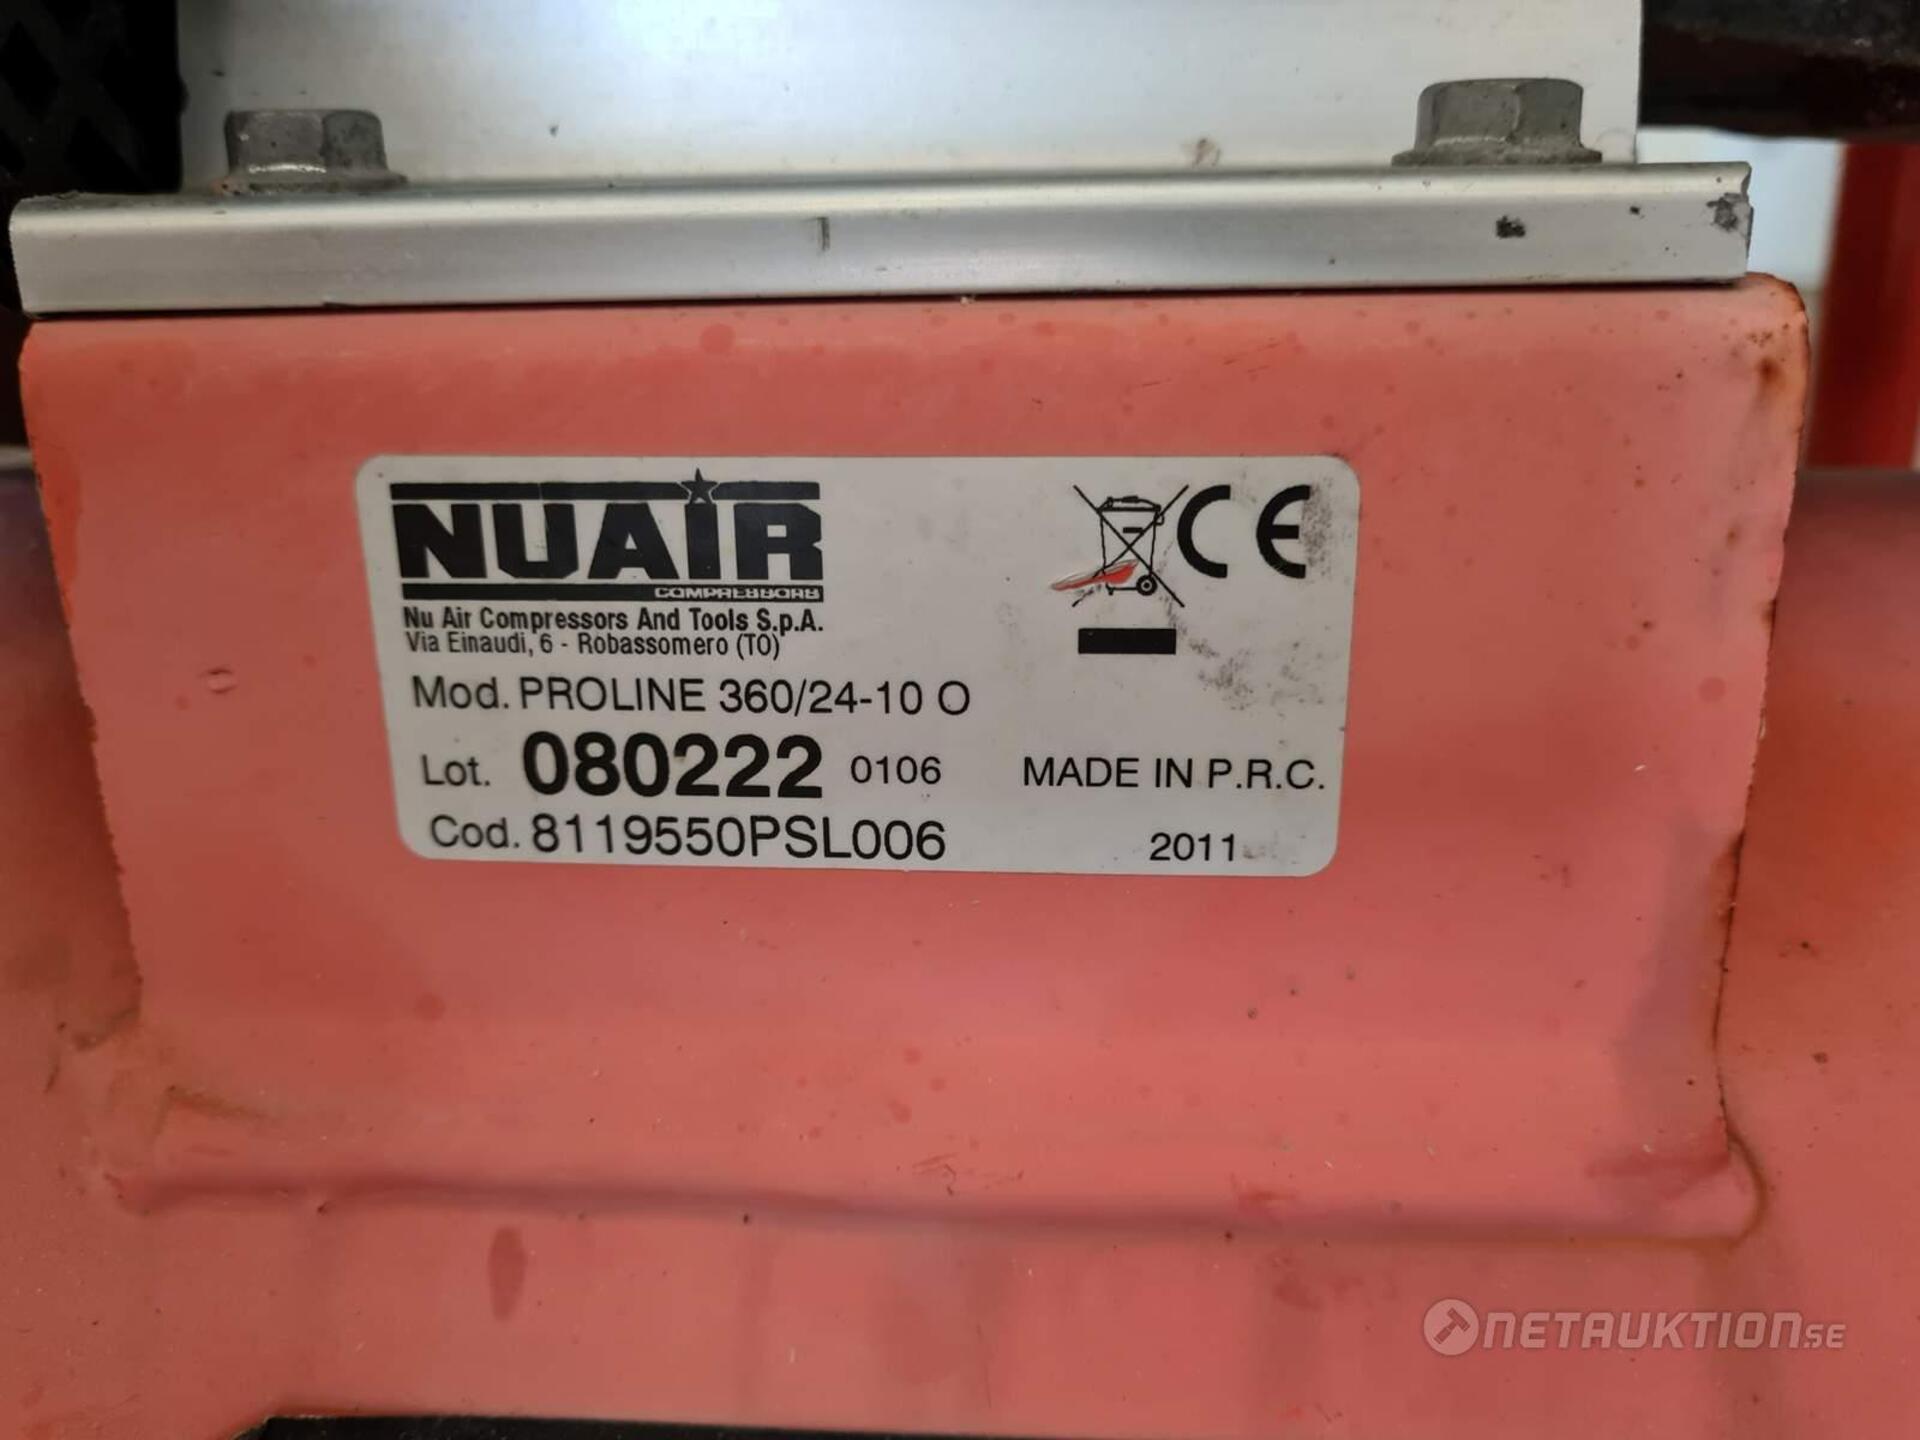 NUAIR
COMPRESSORS
Nu Air Compressors And Tools S.p.A.
Via Einaudi, 6 - Robassomero (TO)
Mod. PROLINE 360/24-10 O
Lot. 080222 0106 MADE IN P.R.C.
Cod. 8119550PSL006 2011
CE
NETAUKTION.SE